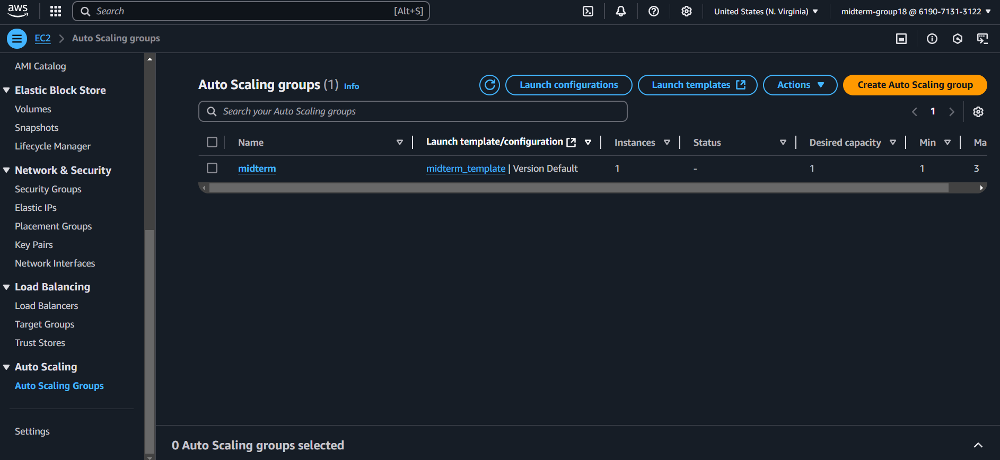 aws
Search [Alt+S]
United States (N. Virginia)
midterm-group18 @ 6190-7131-3122
EC2
Auto Scaling groups
AMI Catalog
Elastic Block Store
Volumes
Snapshots
Lifecycle Manager
Network & Security
Security Groups
Elastic IPs
Placement Groups
Key Pairs
Network Interfaces
Load Balancing
Load Balancers
Target Groups
Trust Stores
Auto Scaling
Auto Scaling Groups
Settings
Auto Scaling groups (1) Info
Launch configurations
Launch templates
Actions
Create Auto Scaling group
Search your Auto Scaling groups
1
Name Launch template/configuration Instances Status Desired capacity Min Ma
midterm midterm_template | Version Default 1 - 1 1 3
0 Auto Scaling groups selected